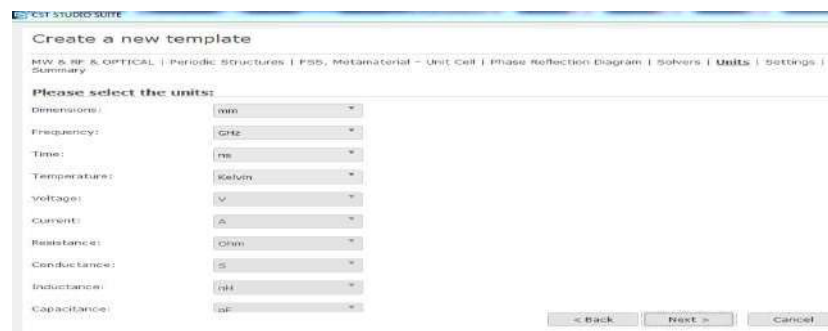 CST STUDIO SUITE
Create a new template
MW & RF & OPTICAL | Periodic Structures | FSS, Metamaterial - Unit Cell | Phase Reflection Diagram | Solvers | Units | Settings |
Summary
Please select the units:
Dimensions: mm
Frequency: GHz
Time: ns
Temperature: Kelvin
Voltage: V
Current: A
Resistance: Ohm
Conductance: S
Inductance: nH
Capacitance:
< Back Next > Cancel